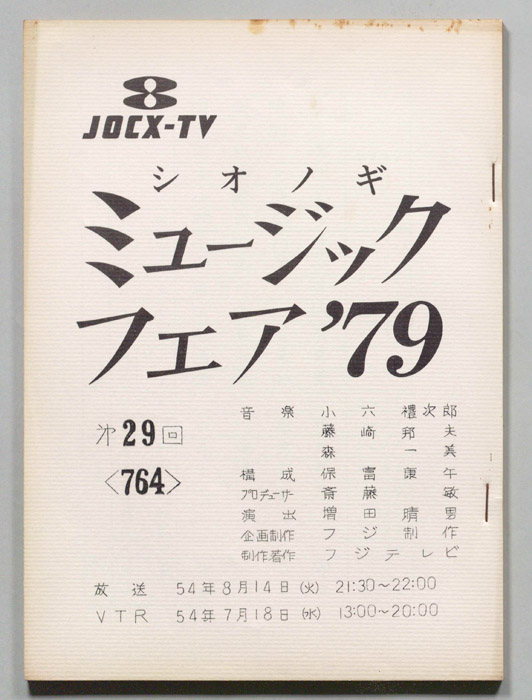 JOCX-TV
シオノギ
ミュージック
フェア'79
第29回
<764>
音楽 小六禮次郎
藤崎邦夫
森一美
構成 保富康午
プロデューサー 斎藤敏
演出 増田晴男
企画制作 フジ制作
制作著作 フジテレビ
放送 54年8月14日(火) 21:30~22:00
VTR 54年7月18日(水) 13:00~20:00